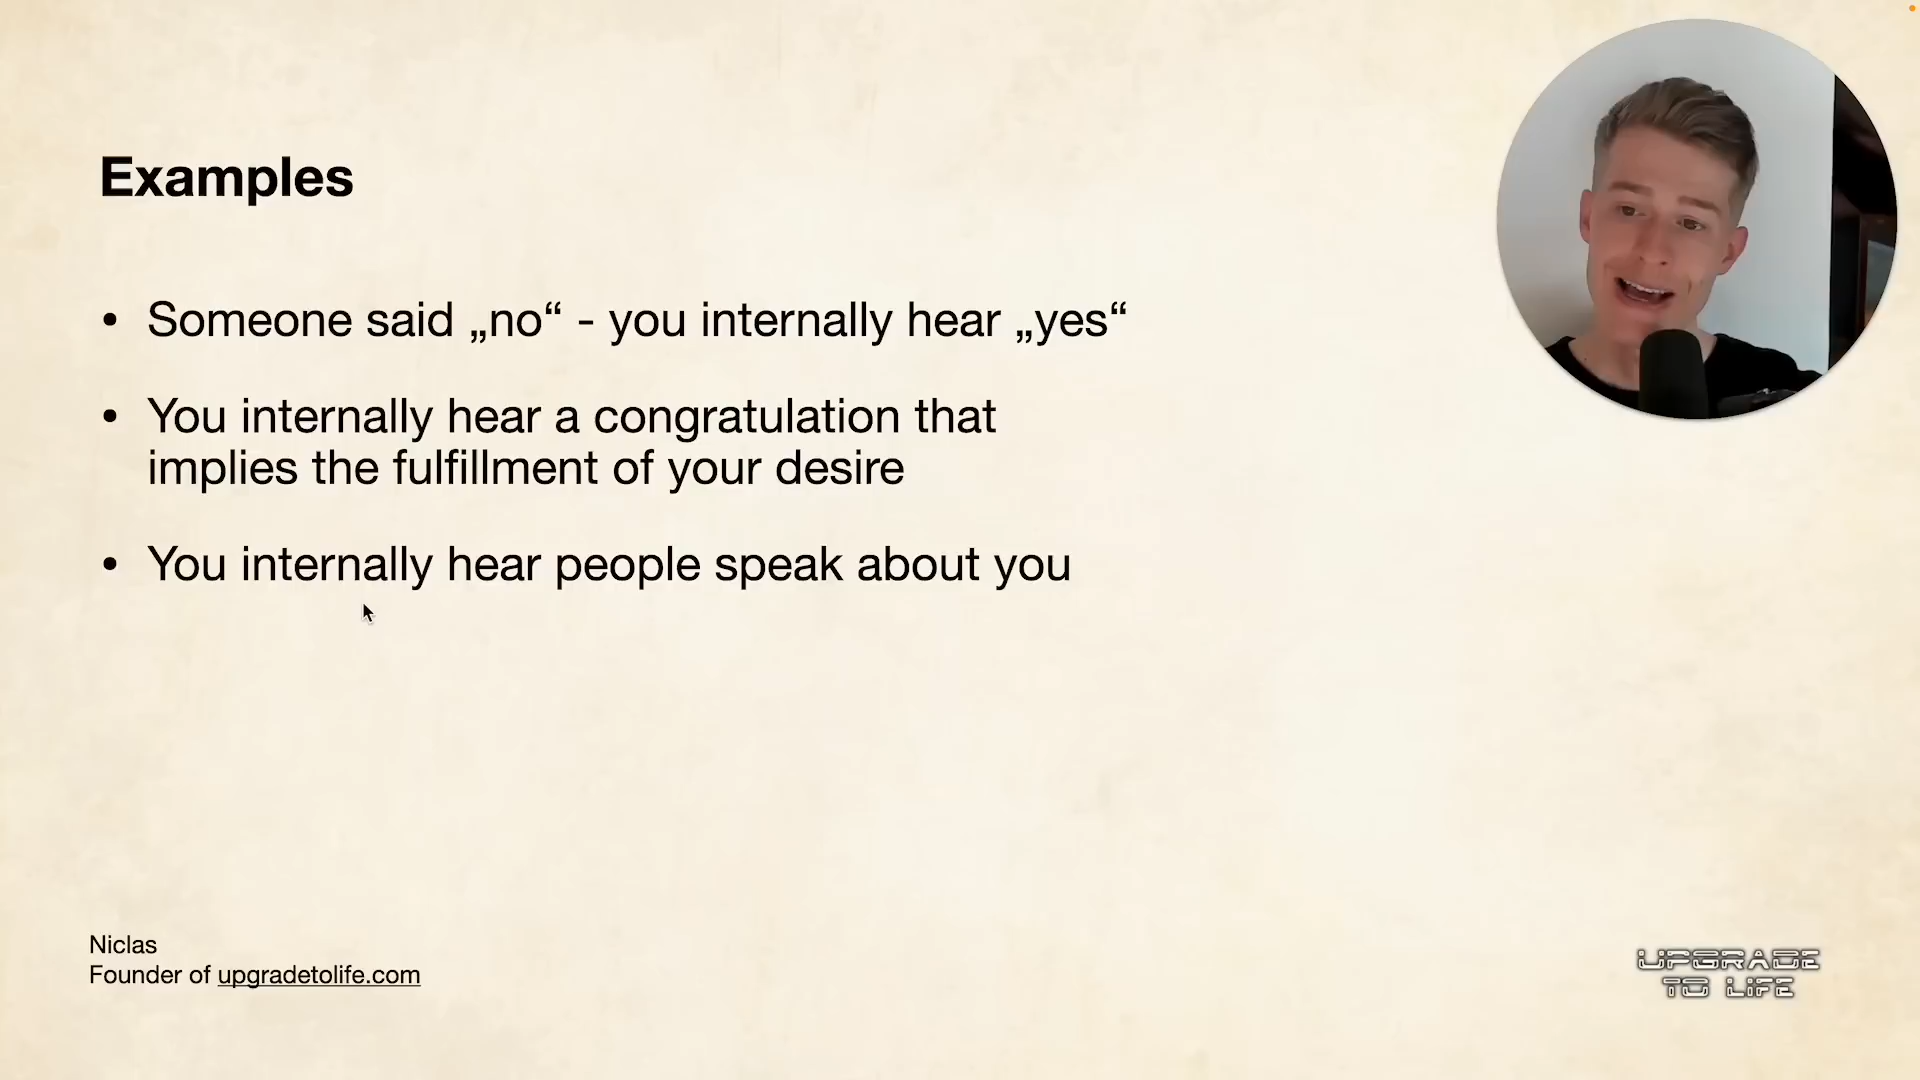 Examples
• Someone said „no“ - you internally hear „yes“
• You internally hear a congratulation that
implies the fulfillment of your desire
• You internally hear people speak about you
Niclas
Founder of upgradetolife.com
UPGRADE
TO LIFE